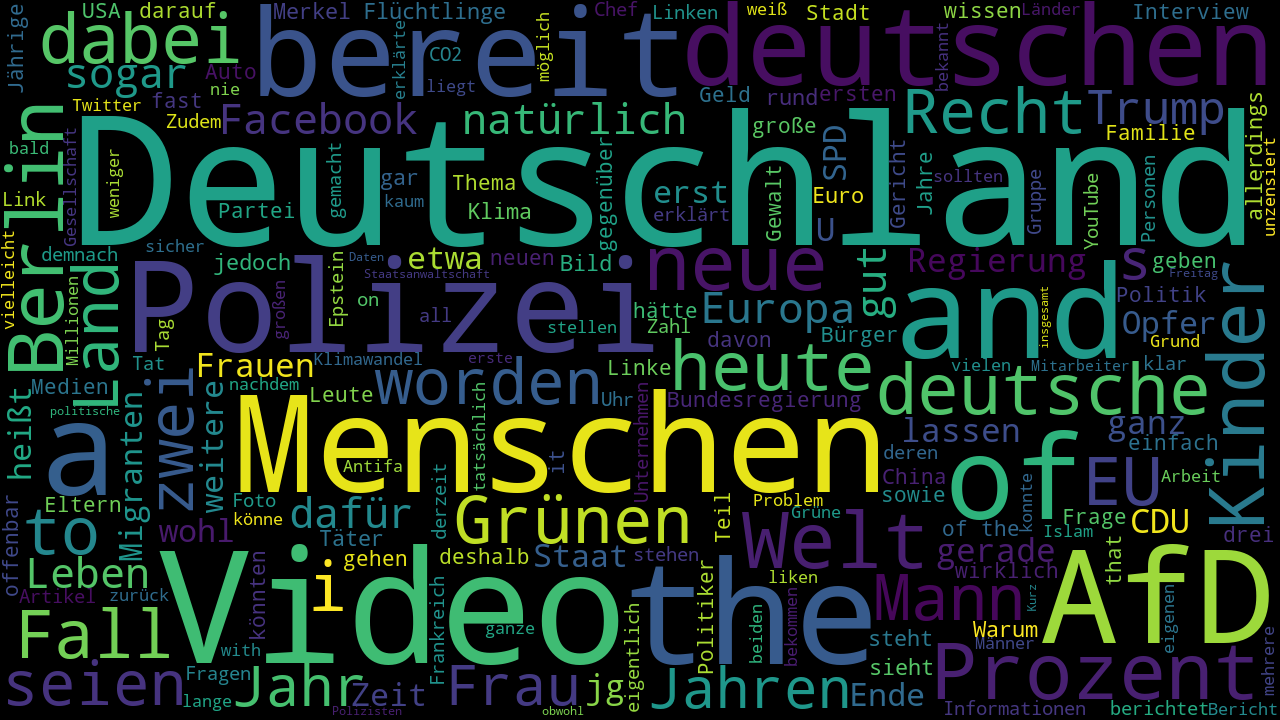 USA
darauf
Merkel
Flüchtlinge
Chef
Linken
weiß
Stadt
wissen
Länder
Interview
Jährige
dabei
bereit
deutschen
erklärte
CO2
möglich
bekannt
sogar
Auto
nie
liegt
Geld
rund
ersten
Recht
Trump
allerdings
Twitter
fast
Zudem
Facebook
natürlich
große
SPD
Familie
unzensiert
Berlin
bald
Gesellschaft
weniger
Deutschland
gemacht
gar
kaum
Thema
Klima
gegenüber
erst
erklärt
Gewalt
Euro
U
Gericht
Jahre
sollten
Gruppe
YouTube
Personen
Link
Partei
vielleicht
demnach
sicher
jedoch
Daten
Staatsanwaltschaft
etwa
neuen
Bild
neue
Regierung
s
geben
Freitag
Land
Millionen
Polizei
großen
Epstein
on
all
stellen
hätte
Zahl
Europa
davon
Bürger
gut
and
insgesamt
Politik
Opfer
Grund
Kinder
Tag
Tat
Frauen
Klimawandel
erste
Linke
heute
vielen
Mitarbeiter
klar
Medien
politische
zwei
nachdem
weitere
Leute
worden
Uhr
Bundesregierung
deutsche
ganz
heißt
a
Migranten
Menschen
Antifa
tatsächlich
it
Unternehmen
lassen
einfach
deren
China
sowie
of
EU
Arbeit
Eltern
Foto
könne
dafür
derzeit
Grünen
Teil
Problem
Grüne
of the
konnte
Frage
Islam
CDU
drei
offenbar
to
wohl
Täter
gehen
deshalb
Staat
stehen
Welt
gerade
wirklich
that
Leben
Artikel
zurück
könnten
Video
i
Frankreich
ganze
the
Politiker
liken
Mann
Kurz
AfD
Fall
with
eigentlich
beiden
bekommen
steht
Warum
Männer
eigenen
mehrere
seien
Fragen
lange
Jahr
Zeit
Frau
jg
Jahren
sieht
Ende
Prozent
Polizisten
obwohl
Informationen
berichtet
Bericht